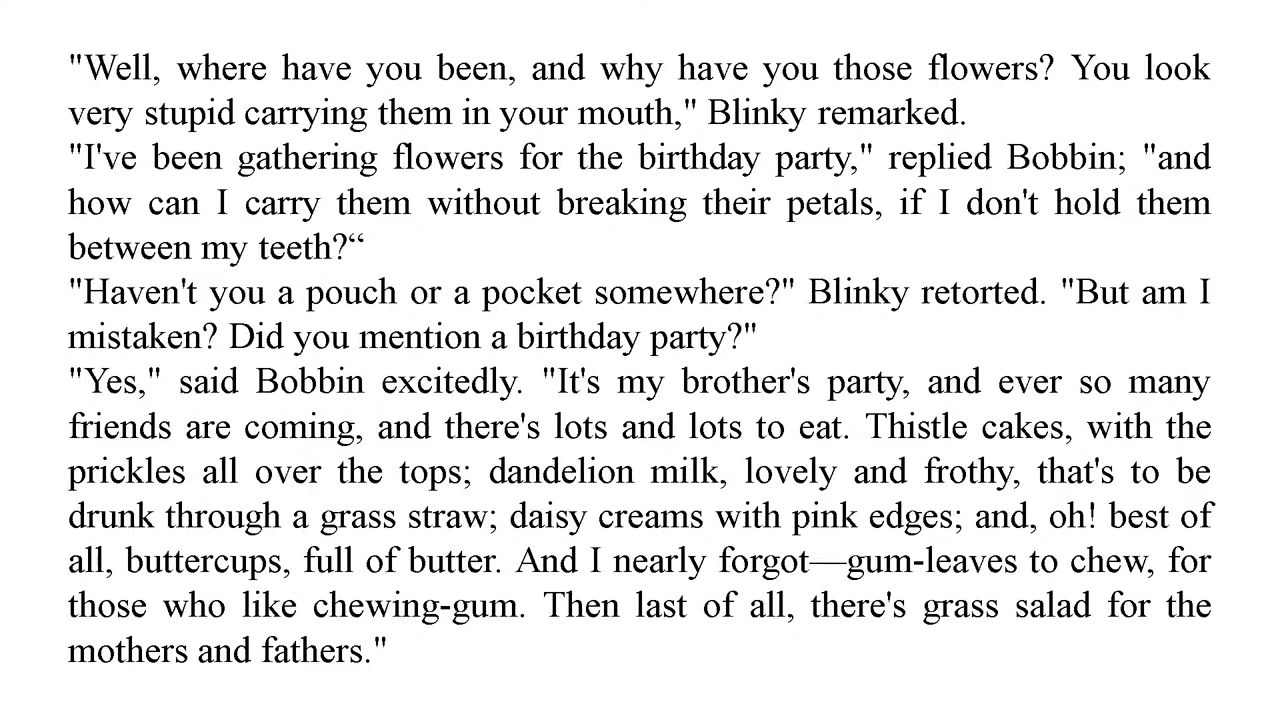 "Well, where have you been, and why have you those flowers? You look
very stupid carrying them in your mouth," Blinky remarked.
"I've been gathering flowers for the birthday party," replied Bobbin; "and
how can I carry them without breaking their petals, if I don't hold them
between my teeth?“
"Haven't you a pouch or a pocket somewhere?" Blinky retorted. "But am I
mistaken? Did you mention a birthday party?"
"Yes," said Bobbin excitedly. "It's my brother's party, and ever so many
friends are coming, and there's lots and lots to eat. Thistle cakes, with the
prickles all over the tops; dandelion milk, lovely and frothy, that's to be
drunk through a grass straw; daisy creams with pink edges; and, oh! best of
all, buttercups, full of butter. And I nearly forgot—gum-leaves to chew, for
those who like chewing-gum. Then last of all, there's grass salad for the
mothers and fathers."